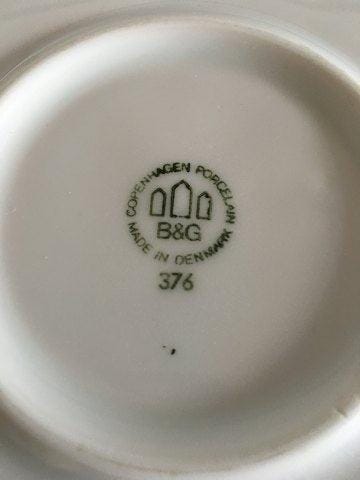 COPENHAGEN PORCELAIN
B&G
MADE IN DENMARK
376